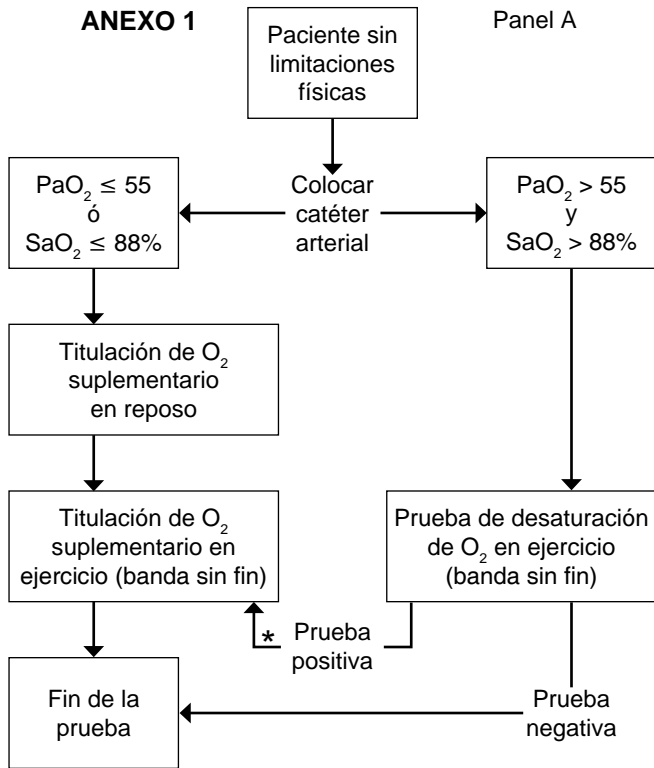 ANEXO 1
Panel A
Paciente sin
limitaciones
físicas
PaO₂ ≤ 55
ó
SaO₂ ≤ 88%
Colocar
catéter
arterial
PaO₂ > 55
y
SaO₂ > 88%
Titulación de O₂
suplementario
en reposo
Titulación de O₂
suplementario en
ejercicio (banda sin fin)
Prueba de desaturación
de O₂ en ejercicio
(banda sin fin)
* Prueba
positiva
Fin de la
prueba
Prueba
negativa